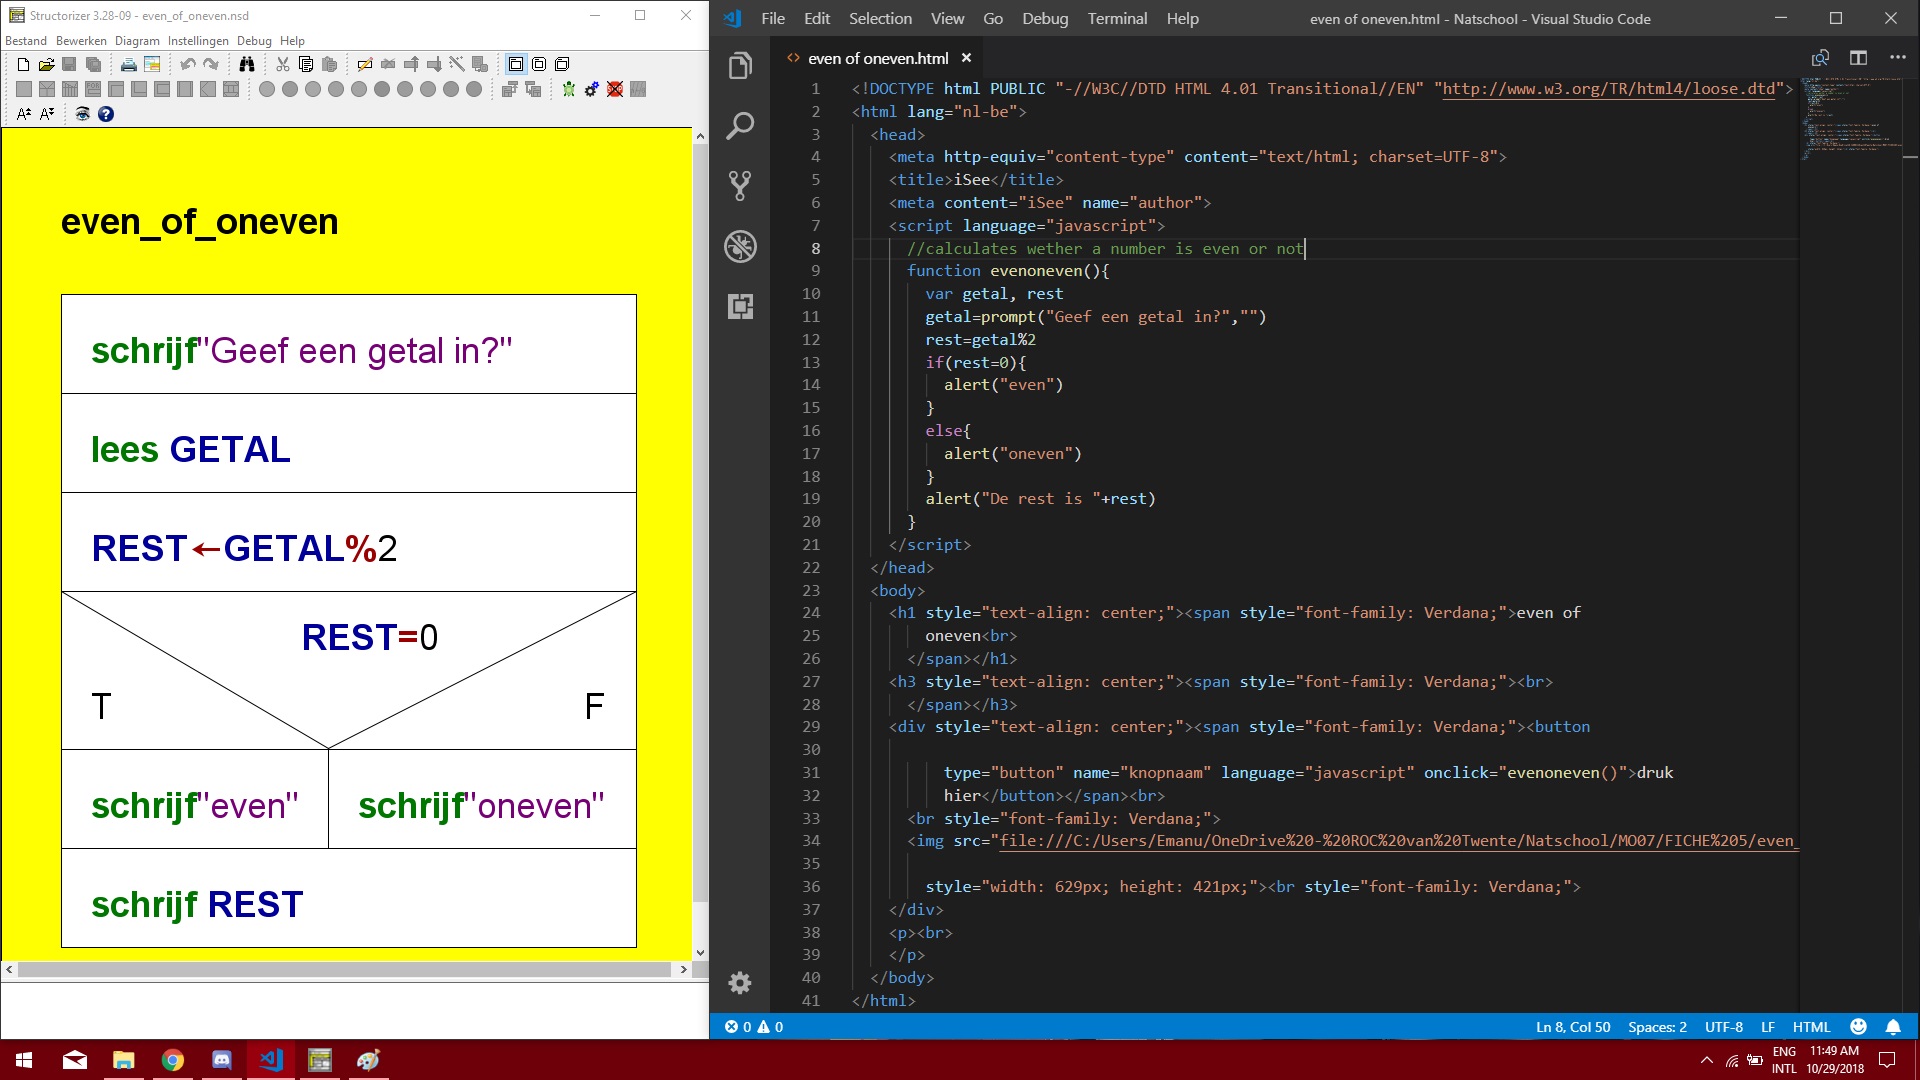 Structorizer 3.28-09 - even_of_oneven.nsd
Bestand Bewerken Diagram Instellingen Debug Help
even_of_oneven
schrijf"Geef een getal in?"
lees GETAL
REST←GETAL%2
REST=0
T F
schrijf"even" schrijf"oneven"
schrijf REST
File Edit Selection View Go Debug Terminal Help even of oneven.html - Natschool - Visual Studio Code
even of oneven.html
1 <!DOCTYPE html PUBLIC "-//W3C//DTD HTML 4.01 Transitional//EN" "http://www.w3.org/TR/html4/loose.dtd">
2 <html lang="nl-be">
3 <head>
4 <meta http-equiv="content-type" content="text/html; charset=UTF-8">
5 <title>iSee</title>
6 <meta content="iSee" name="author">
7 <script language="javascript">
8 //calculates wether a number is even or not
9 function evenoneven(){
10 var getal, rest
11 getal=prompt("Geef een getal in?","")
12 rest=getal%2
13 if(rest=0){
14 alert("even")
15 }
16 else{
17 alert("oneven")
18 }
19 alert("De rest is "+rest)
20 }
21 </script>
22 </head>
23 <body>
24 <h1 style="text-align: center;"><span style="font-family: Verdana;">even of
25 oneven<br>
26 </span></h1>
27 <h3 style="text-align: center;"><span style="font-family: Verdana;"><br>
28 </span></h3>
29 <div style="text-align: center;"><span style="font-family: Verdana;"><button
30
31 type="button" name="knopnaam" language="javascript" onclick="evenoneven()">druk
32 hier</button></span><br>
33 <br style="font-family: Verdana;">
34 <img src="file:///C:/Users/Emanu/OneDrive%20-%20ROC%20van%20Twente/Natschool/MO07/FICHE%205/even_
35
36 style="width: 629px; height: 421px;"><br style="font-family: Verdana;">
37 </div>
38 <p><br>
39 </p>
40 </body>
41 </html>
0 0 Ln 8, Col 50 Spaces: 2 UTF-8 LF HTML
ENG 11:49 AM
INTL 10/29/2018